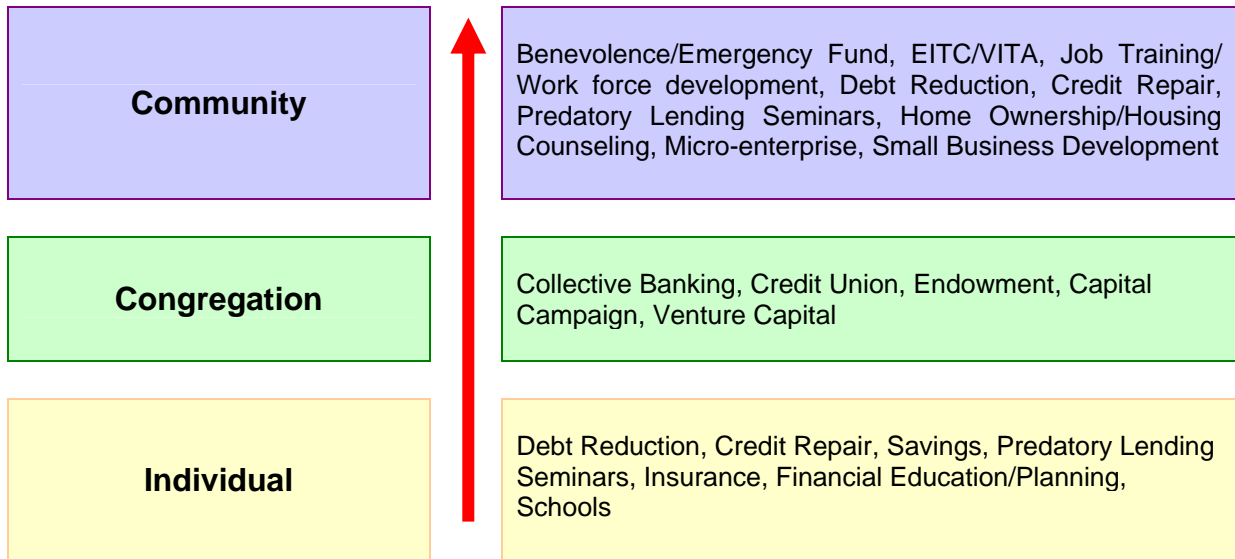 Community
Benevolence/Emergency Fund, EITC/VITA, Job Training/
Work force development, Debt Reduction, Credit Repair,
Predatory Lending Seminars, Home Ownership/Housing
Counseling, Micro-enterprise, Small Business Development
Congregation
Collective Banking, Credit Union, Endowment, Capital
Campaign, Venture Capital
Individual
Debt Reduction, Credit Repair, Savings, Predatory Lending
Seminars, Insurance, Financial Education/Planning,
Schools